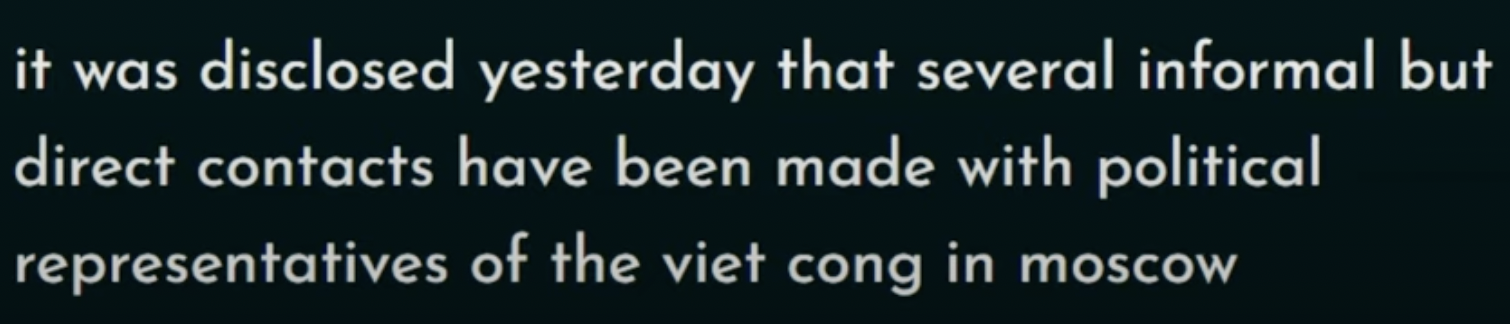 it was disclosed yesterday that several informal but
direct contacts have been made with political
representatives of the viet cong in moscow